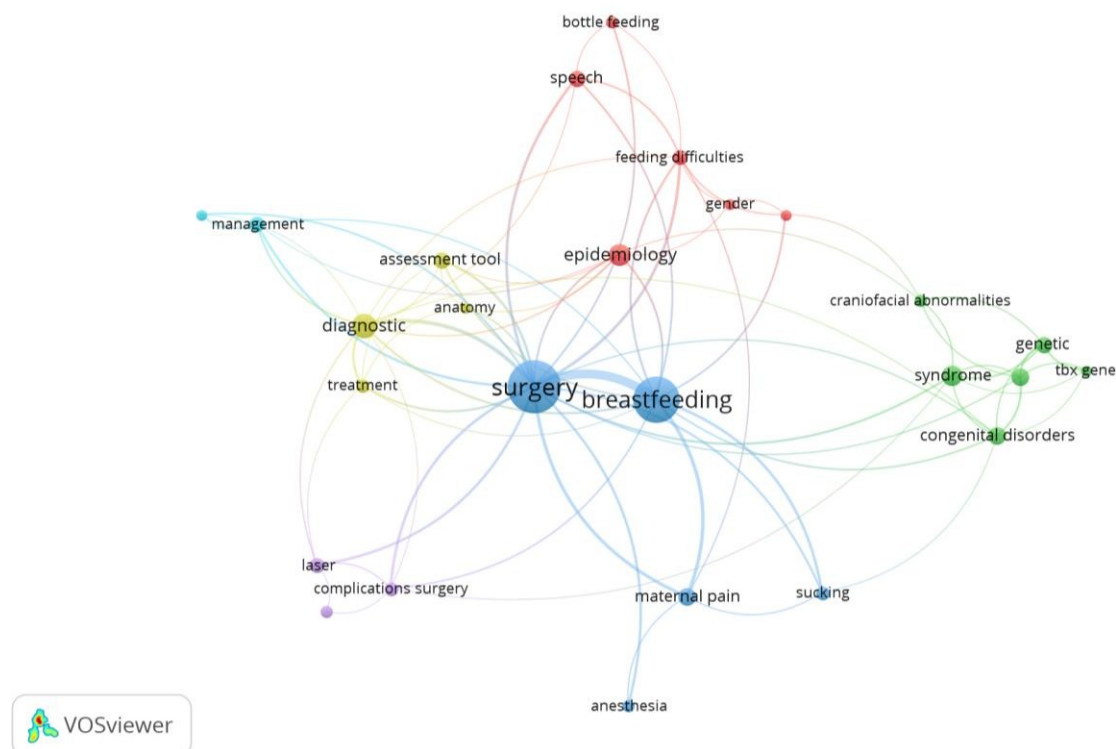 bottle feeding
speech
feeding difficulties
gender
management
epidemiology
assessment tool
craniofacial abnormalities
anatomy
diagnostic
genetic
tbx gene
syndrome
treatment
surgery
breastfeeding
congenital disorders
laser
complications surgery
maternal pain
sucking
anesthesia
VOSviewer